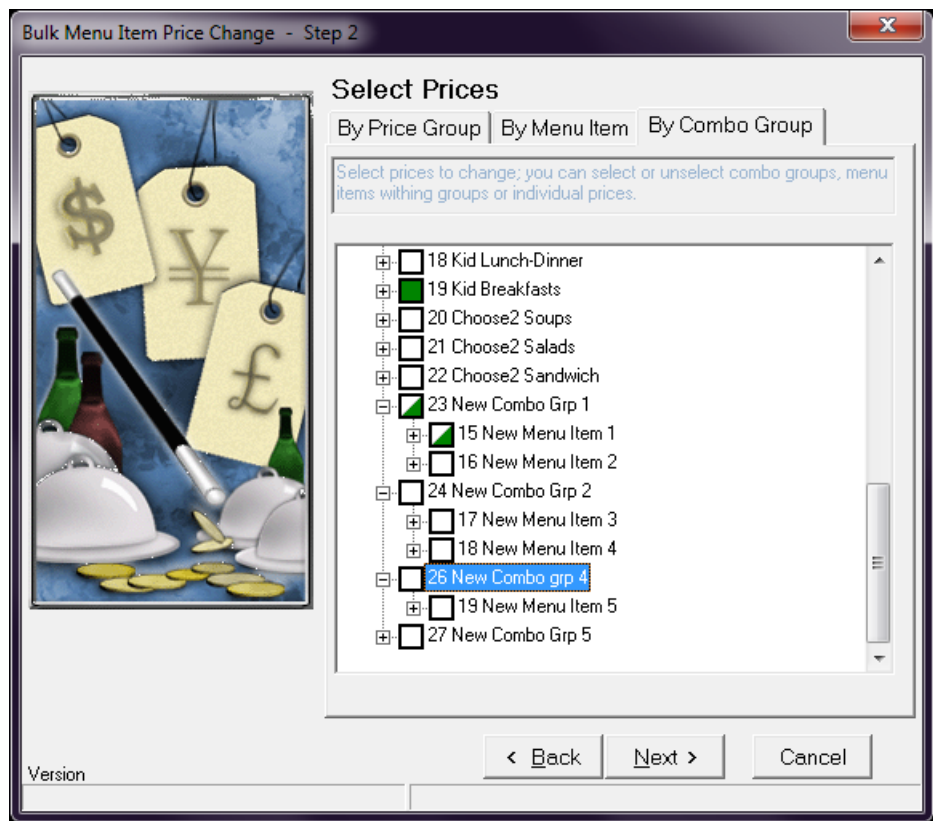 Bulk Menu Item Price Change - Step 2
Select Prices
By Price Group
By Menu Item
By Combo Group
Select prices to change; you can select or unselect combo groups, menu
items withing groups or individual prices.
18 Kid Lunch-Dinner
19 Kid Breakfasts
20 Choose2 Soups
21 Choose2 Salads
22 Choose2 Sandwich
23 New Combo Grp 1
15 New Menu Item 1
16 New Menu Item 2
24 New Combo Grp 2
17 New Menu Item 3
18 New Menu Item 4
26 New Combo grp 4
19 New Menu Item 5
27 New Combo Grp 5
$
¥
£
< Back
Next >
Cancel
Version